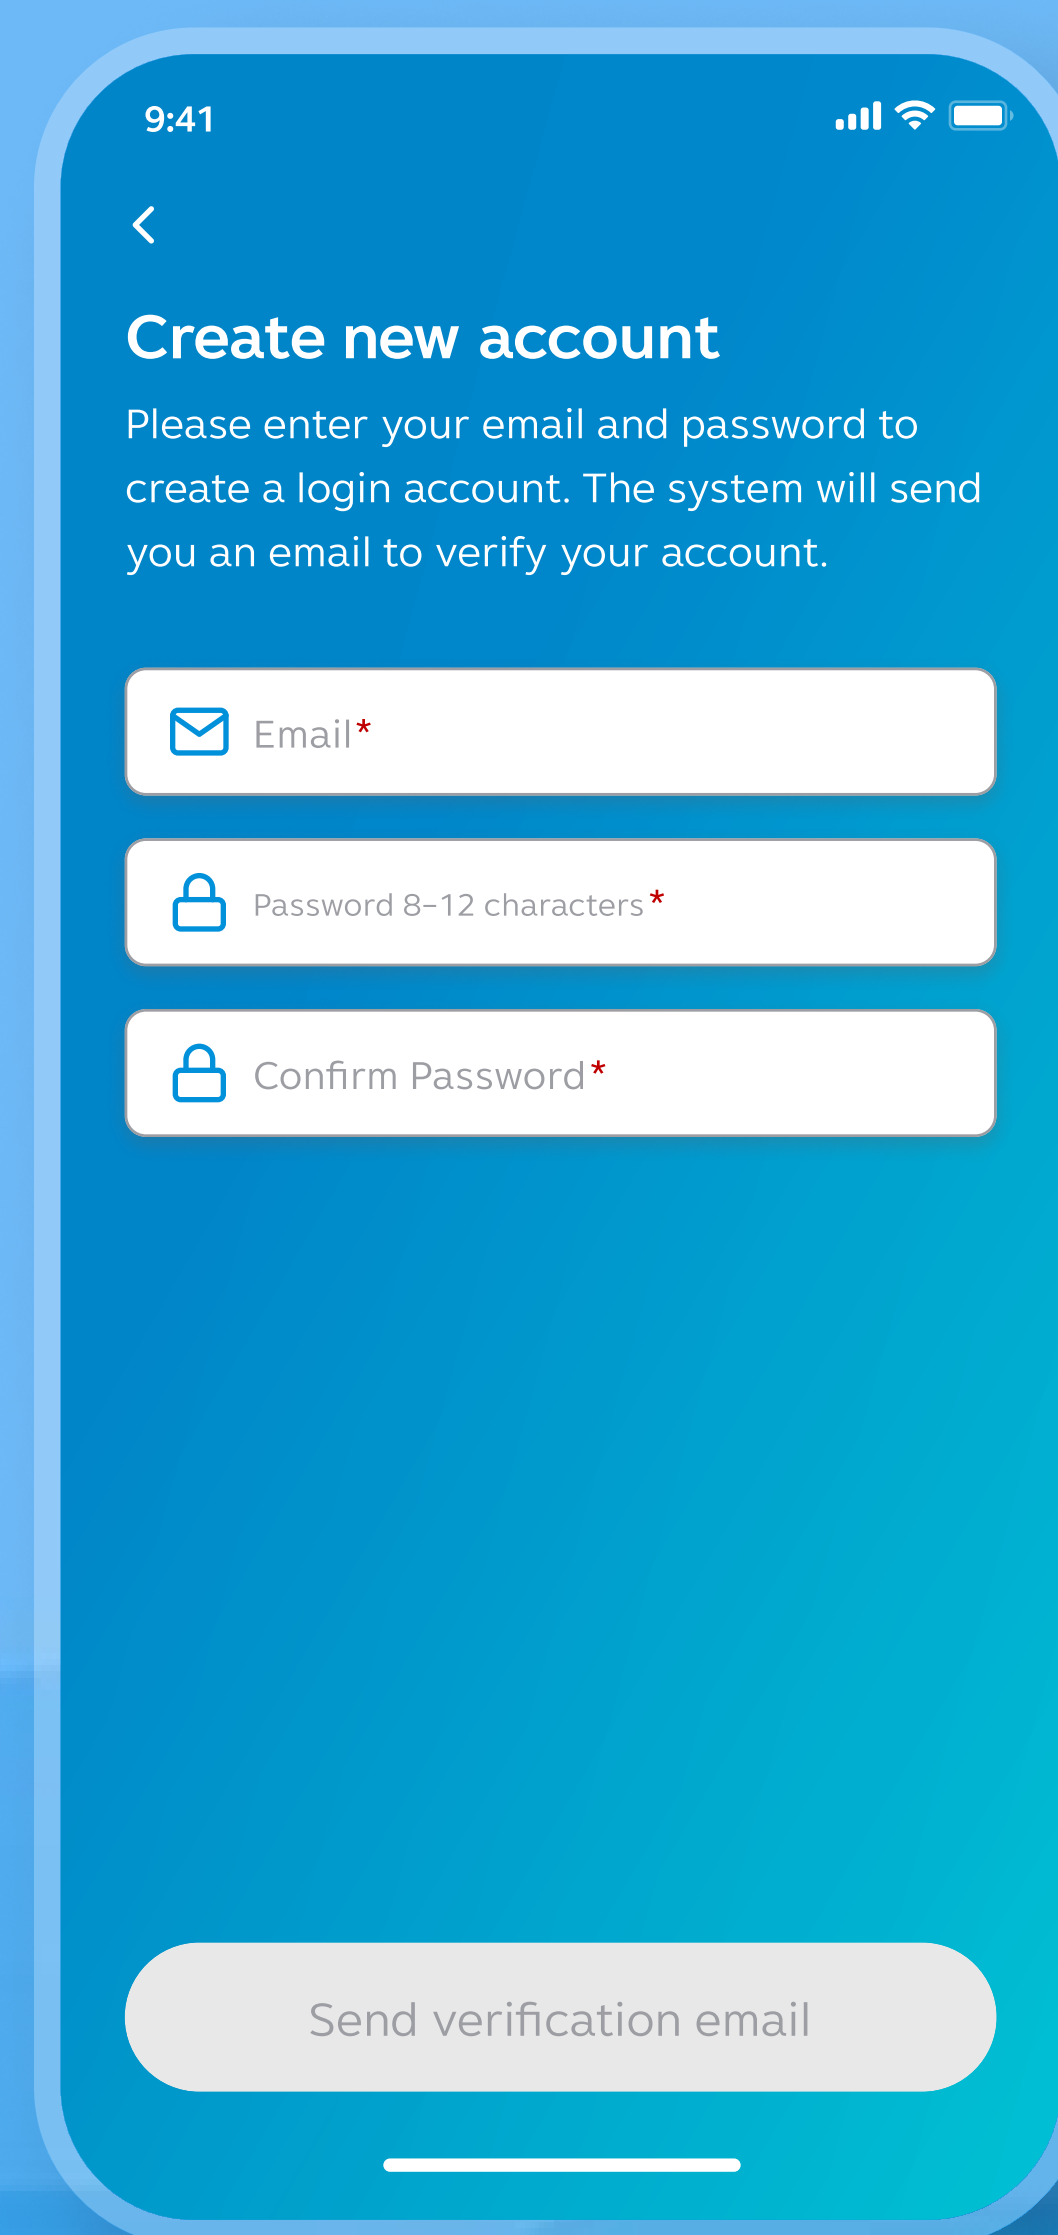 9:41
Create new account
Please enter your email and password to
create a login account. The system will send
you an email to verify your account.
Email*
Password 8-12 characters*
Confirm Password*
Send verification email